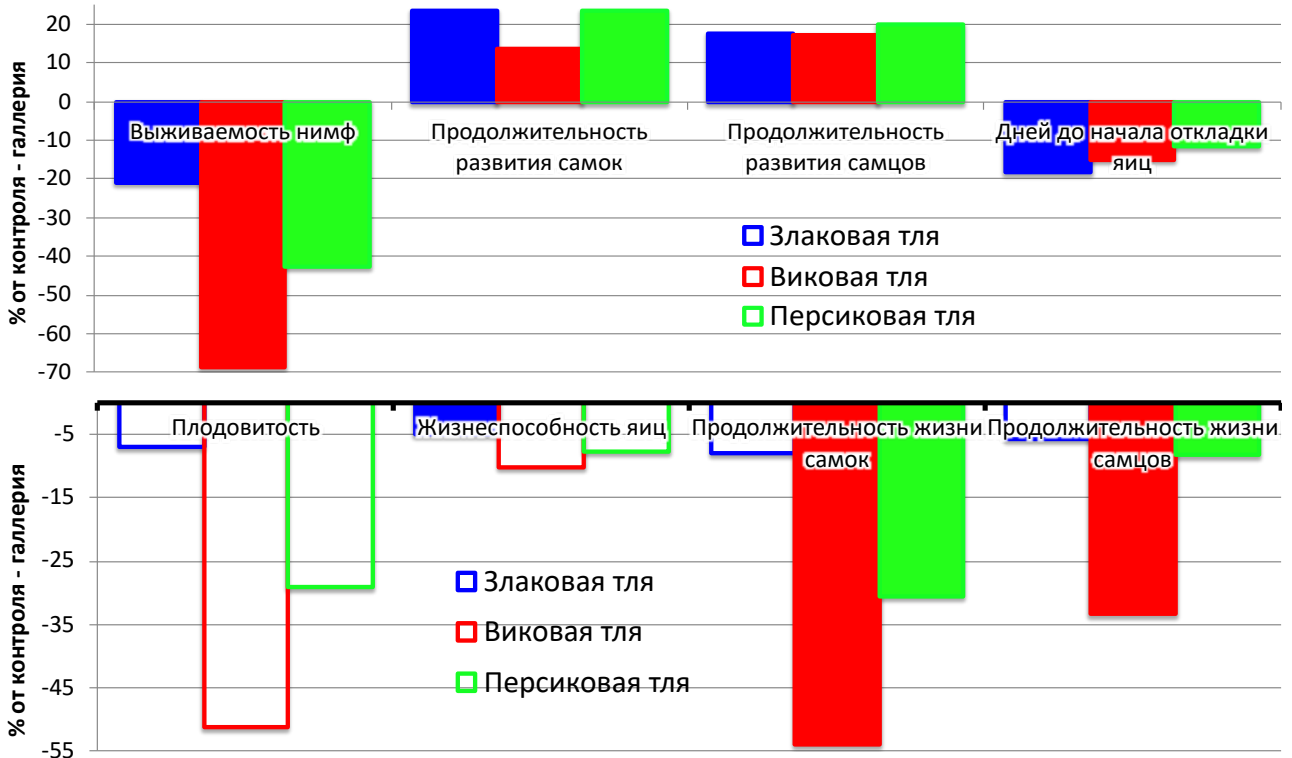 20
10
0
-10
-20
-30
-40
-50
-60
-70
% от контроля - галлерия
Выживаемость нимф
Продолжительность
развития самок
Продолжительность
развития самцов
Дней до начала откладки
яиц
Злаковая тля
Виковая тля
Персиковая тля
-5
-15
-25
-35
-45
-55
% от контроля - галлерия
Плодовитость
Жизнеспособность яиц
Продолжительность жизни
самок
Продолжительность жизни
самцов
Злаковая тля
Виковая тля
Персиковая тля